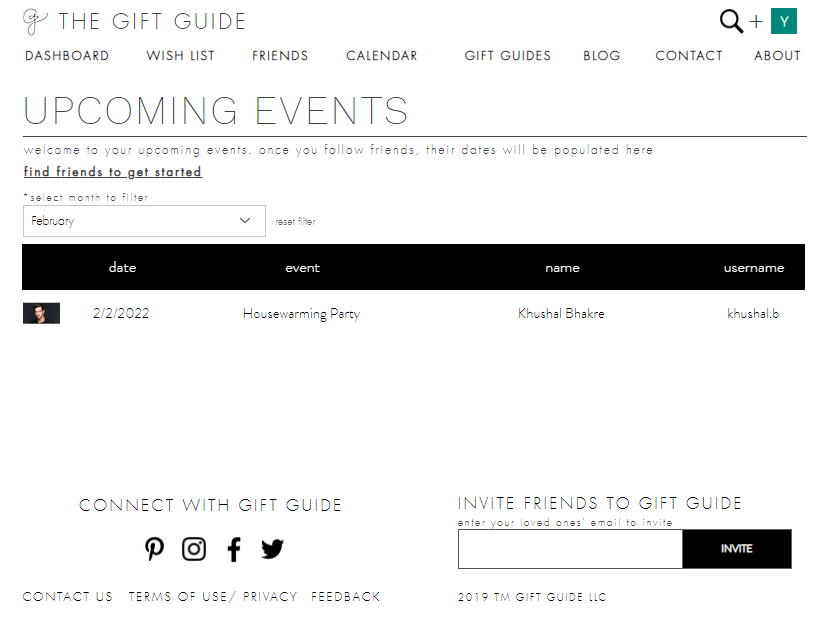 THE GIFT GUIDE
Y
DASHBOARD WISH LIST FRIENDS CALENDAR GIFT GUIDES BLOG CONTACT ABOUT
UPCOMING EVENTS
welcome to your upcoming events. once you follow friends, their dates will be populated here
find friends to get started
*select month to filter
February reset filter
date event name username
2/2/2022 Housewarming Party Khushal Bhakre khushal.b
CONNECT WITH GIFT GUIDE
INVITE FRIENDS TO GIFT GUIDE
enter your loved ones' email to invite
INVITE
CONTACT US TERMS OF USE/ PRIVACY FEEDBACK
2019 TM GIFT GUIDE LLC